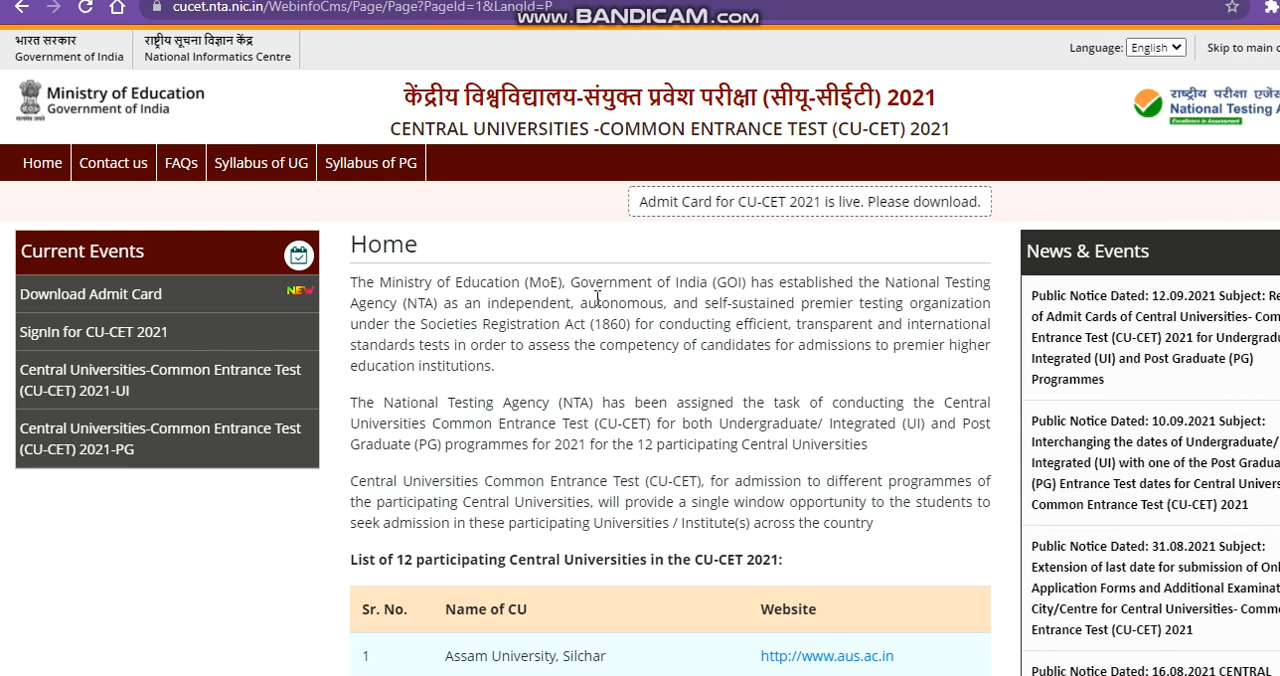 cucet.nta.nic.in/WebinfoCms/Page/Page?PageId=1&LangId=P
www.BANDICAM.com
भारत सरकार
Government of India
राष्ट्रीय सूचना विज्ञान केंद्र
National Informatics Centre
Language: English
Skip to main c
Ministry of Education
Government of India
केंद्रीय विश्वविद्यालय-संयुक्त प्रवेश परीक्षा (सीयू-सीईटी) 2021
CENTRAL UNIVERSITIES -COMMON ENTRANCE TEST (CU-CET) 2021
राष्ट्रीय परीक्षा एजे
National Testing A
Excellence in Assessment
Home
Contact us
FAQs
Syllabus of UG
Syllabus of PG
Admit Card for CU-CET 2021 is live. Please download.
Current Events
Download Admit Card
NEW
SignIn for CU-CET 2021
Central Universities-Common Entrance Test
(CU-CET) 2021-UI
Central Universities-Common Entrance Test
(CU-CET) 2021-PG
Home
The Ministry of Education (MoE), Government of India (GOI) has established the National Testing
Agency (NTA) as an independent, autonomous, and self-sustained premier testing organization
under the Societies Registration Act (1860) for conducting efficient, transparent and international
standards tests in order to assess the competency of candidates for admissions to premier higher
education institutions.
The National Testing Agency (NTA) has been assigned the task of conducting the Central
Universities Common Entrance Test (CU-CET) for both Undergraduate/ Integrated (UI) and Post
Graduate (PG) programmes for 2021 for the 12 participating Central Universities
Central Universities Common Entrance Test (CU-CET), for admission to different programmes of
the participating Central Universities, will provide a single window opportunity to the students to
seek admission in these participating Universities / Institute(s) across the country
List of 12 participating Central Universities in the CU-CET 2021:
Sr. No. Name of CU Website
1 Assam University, Silchar http://www.aus.ac.in
News & Events
Public Notice Dated: 12.09.2021 Subject: Re
of Admit Cards of Central Universities- Com
Entrance Test (CU-CET) 2021 for Undergradu
Integrated (UI) and Post Graduate (PG)
Programmes
Public Notice Dated: 10.09.2021 Subject:
Interchanging the dates of Undergraduate/
Integrated (UI) with one of the Post Gradua
(PG) Entrance Test dates for Central Univers
Common Entrance Test (CU-CET) 2021
Public Notice Dated: 31.08.2021 Subject:
Extension of last date for submission of Onl
Application Forms and Additional Examinat
City/Centre for Central Universities- Commo
Entrance Test (CU-CET) 2021
Public Notice Dated: 16.08.2021 CENTRAL